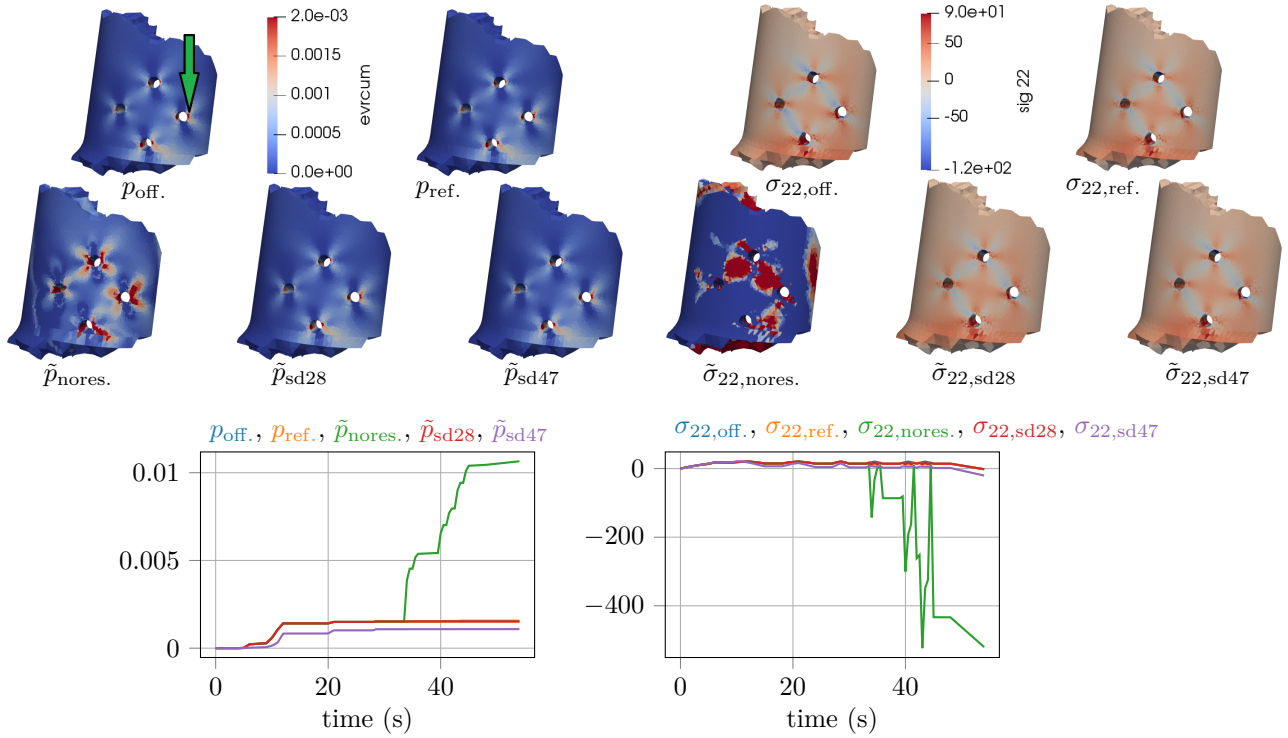 2.0e-03
0.0015
0.001
0.0005
0.0e+00
evrcum
9.0e+01
50
0
-50
-1.2e+02
sig 22
p_off.
p_ref.
σ_22,off.
σ_22,ref.
p̃_nores.
p̃_sd28
p̃_sd47
σ̃_22,nores.
σ̃_22,sd28
σ̃_22,sd47
p_off., p_ref., p̃_nores., p̃_sd28, p̃_sd47
0.01
0.005
0
0 20 40
time (s)
σ_22,off., σ_22,ref., σ_22,nores., σ_22,sd28, σ_22,sd47
0
−200
−400
0 20 40
time (s)